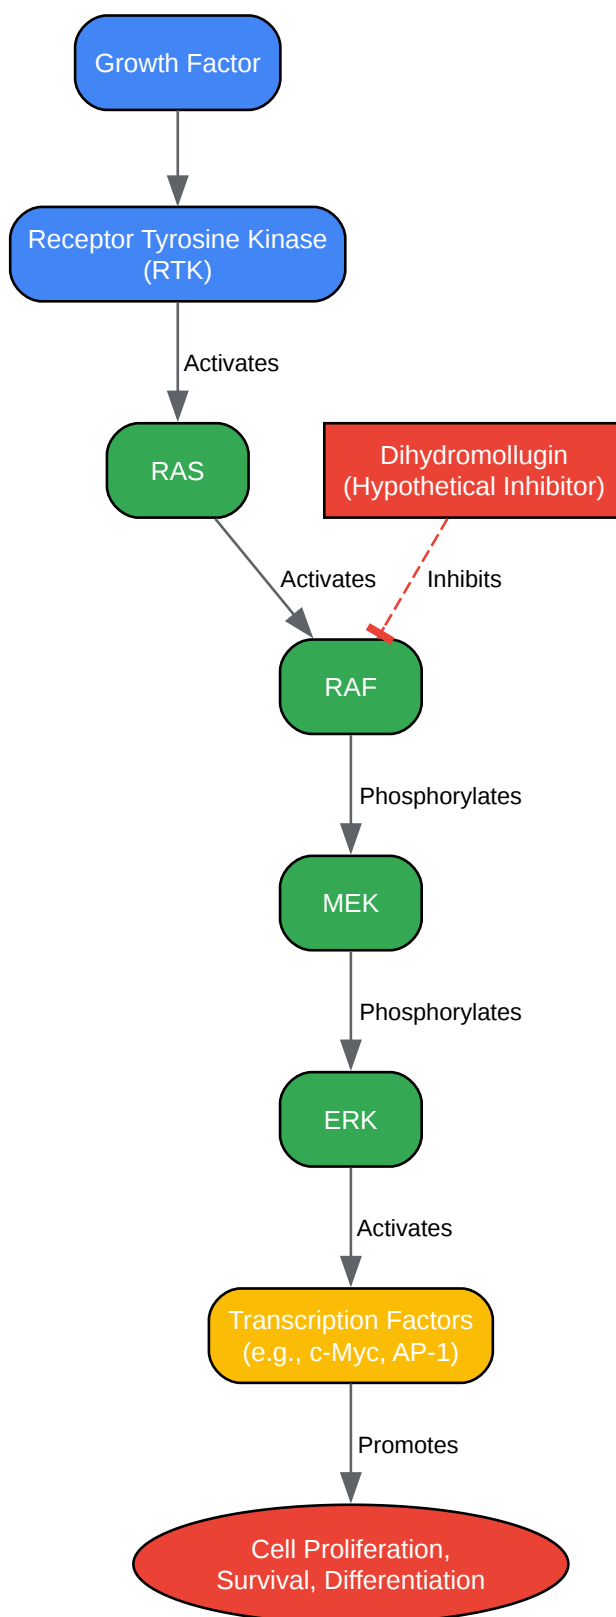 Growth Factor
Receptor Tyrosine Kinase
(RTK)
Activates
RAS
Dihydromollugin
(Hypothetical Inhibitor)
Activates
Inhibits
RAF
Phosphorylates
MEK
Phosphorylates
ERK
Activates
Transcription Factors
(e.g., c-Myc, AP-1)
Promotes
Cell Proliferation,
Survival, Differentiation